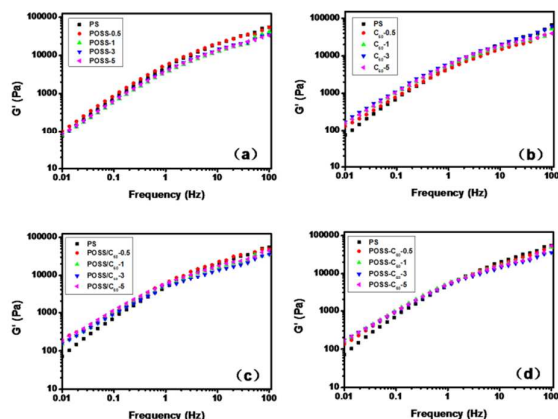 100000
10000
1000
100
10
G' (Pa)
PS
POSS-0.5
POSS-1
POSS-3
POSS-5
(a)
0.01 0.1 1 10 100
Frequency (Hz)
100000
10000
1000
100
10
G' (Pa)
PS
C60-0.5
C60-1
C60-3
C60-5
(b)
0.01 0.1 1 10 100
Frequency (Hz)
100000
10000
1000
100
10
G' (Pa)
PS
POSS/C60-0.5
POSS/C60-1
POSS/C60-3
POSS/C60-5
(c)
0.01 0.1 1 10 100
Frequency (Hz)
100000
10000
1000
100
10
G' (Pa)
PS
POSS-C60-0.5
POSS-C60-1
POSS-C60-3
POSS-C60-5
(d)
0.01 0.1 1 10 100
Frequency (Hz)